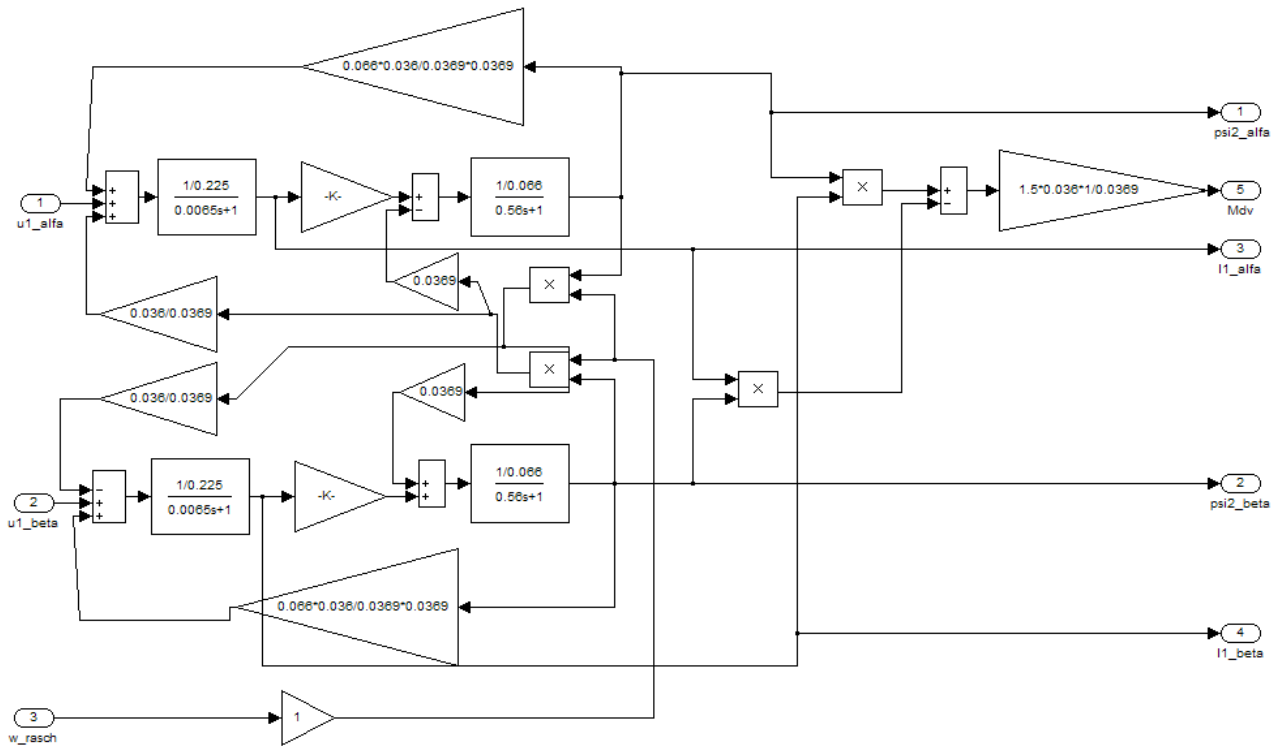 0.066*0.036/0.0369*0.0369
1
psi2_alfa
+
+
+
1
u1_alfa
1/0.225
0.0065s+1
-K-
+
−
1/0.066
0.56s+1
×
+
−
1.5*0.036*1/0.0369
5
Mdv
3
I1_alfa
0.0369
×
0.036/0.0369
×
0.036/0.0369
0.0369
×
−
+
+
2
u1_beta
1/0.225
0.0065s+1
-K-
+
+
1/0.066
0.56s+1
2
psi2_beta
0.066*0.036/0.0369*0.0369
4
I1_beta
3
w_rasch
1